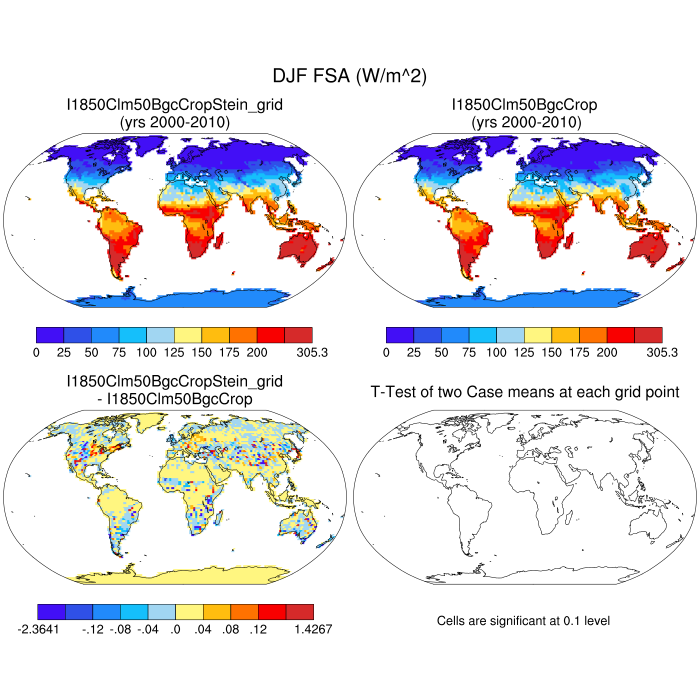 DJF FSA (W/m^2)
I1850Clm50BgcCropStein_grid
(yrs 2000-2010)
I1850Clm50BgcCrop
(yrs 2000-2010)
0 25 50 75 100 125 150 175 200 305.3
0 25 50 75 100 125 150 175 200 305.3
I1850Clm50BgcCropStein_grid
- I1850Clm50BgcCrop
T-Test of two Case means at each grid point
-2.3641 -.12 -.08 -.04 .0 .04 .08 .12 1.4267
Cells are significant at 0.1 level